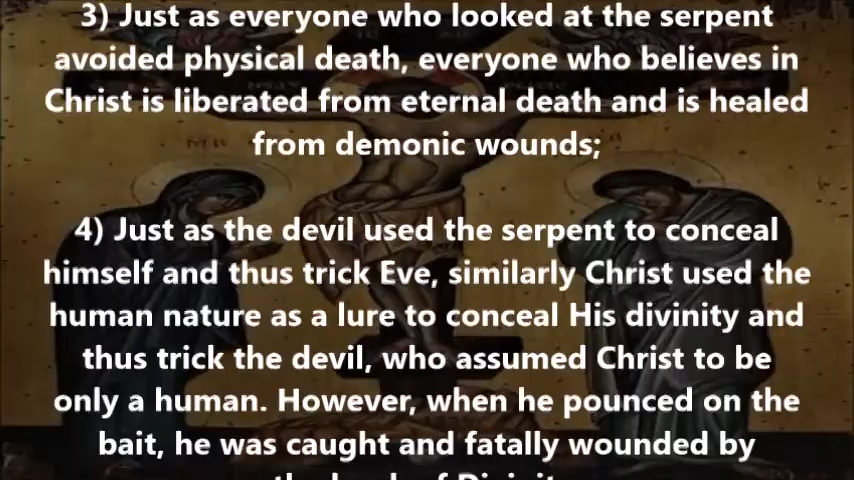 3) Just as everyone who looked at the serpent
avoided physical death, everyone who believes in
Christ is liberated from eternal death and is healed
from demonic wounds;
4) Just as the devil used the serpent to conceal
himself and thus trick Eve, similarly Christ used the
human nature as a lure to conceal His divinity and
thus trick the devil, who assumed Christ to be
only a human. However, when he pounced on the
bait, he was caught and fatally wounded by